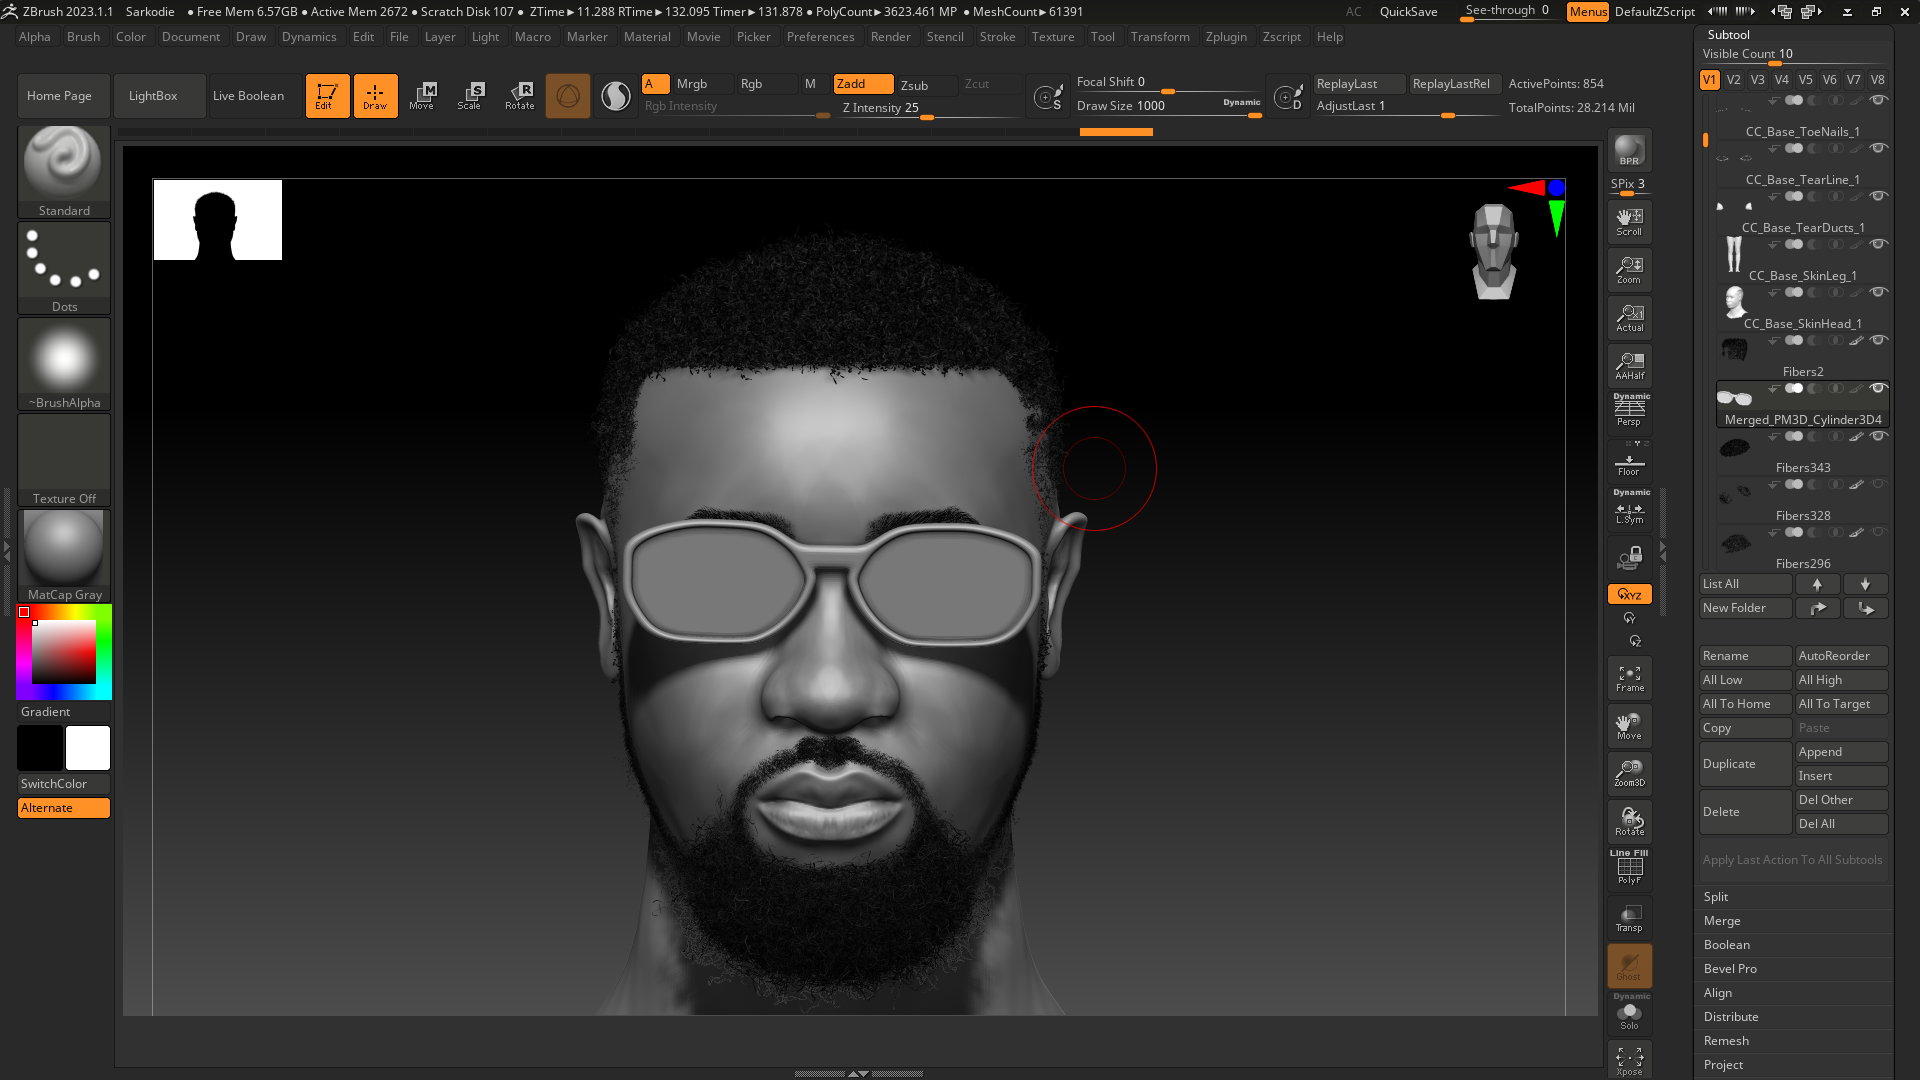 ZBrush 2023.1.1 Sarkodie ● Free Mem 6.57GB ● Active Mem 2672 ● Scratch Disk 107 ● ZTime►11.288 RTime►132.095 Timer►131.878 ● PolyCount►3623.461 MP ● MeshCount►61391 AC QuickSave See-through 0 Menus DefaultZScript
Alpha Brush Color Document Draw Dynamics Edit File Layer Light Macro Marker Material Movie Picker Preferences Render Stencil Stroke Texture Tool Transform Zplugin Zscript Help
Home Page LightBox Live Boolean Edit Draw Move Scale Rotate
A Mrgb Rgb M Zadd Zsub Zcut
Rgb Intensity Z Intensity 25
Focal Shift 0
Draw Size 1000 Dynamic
ReplayLast ReplayLastRel ActivePoints: 854
AdjustLast 1 TotalPoints: 28.214 Mil
Standard
Dots
~BrushAlpha
Texture Off
MatCap Gray
Gradient
SwitchColor
Alternate
BPR
SPix 3
Scroll
Zoom
Actual
AAHalf
Dynamic
Persp
Floor
Dynamic
L.Sym
XYZ
Y
Z
Frame
Move
Zoom3D
Rotate
Line Fill
PolyF
Transp
Ghost
Dynamic
Solo
Xpose
Subtool
Visible Count 10
V1 V2 V3 V4 V5 V6 V7 V8
CC_Base_ToeNails_1
CC_Base_TearLine_1
CC_Base_TearDucts_1
CC_Base_SkinLeg_1
CC_Base_SkinHead_1
Fibers2
Merged_PM3D_Cylinder3D4
Fibers343
Fibers328
Fibers296
List All
New Folder
Rename AutoReorder
All Low All High
All To Home All To Target
Copy Paste
Duplicate Append
Insert
Delete Del Other
Del All
Apply Last Action To All Subtools
Split
Merge
Boolean
Bevel Pro
Align
Distribute
Remesh
Project